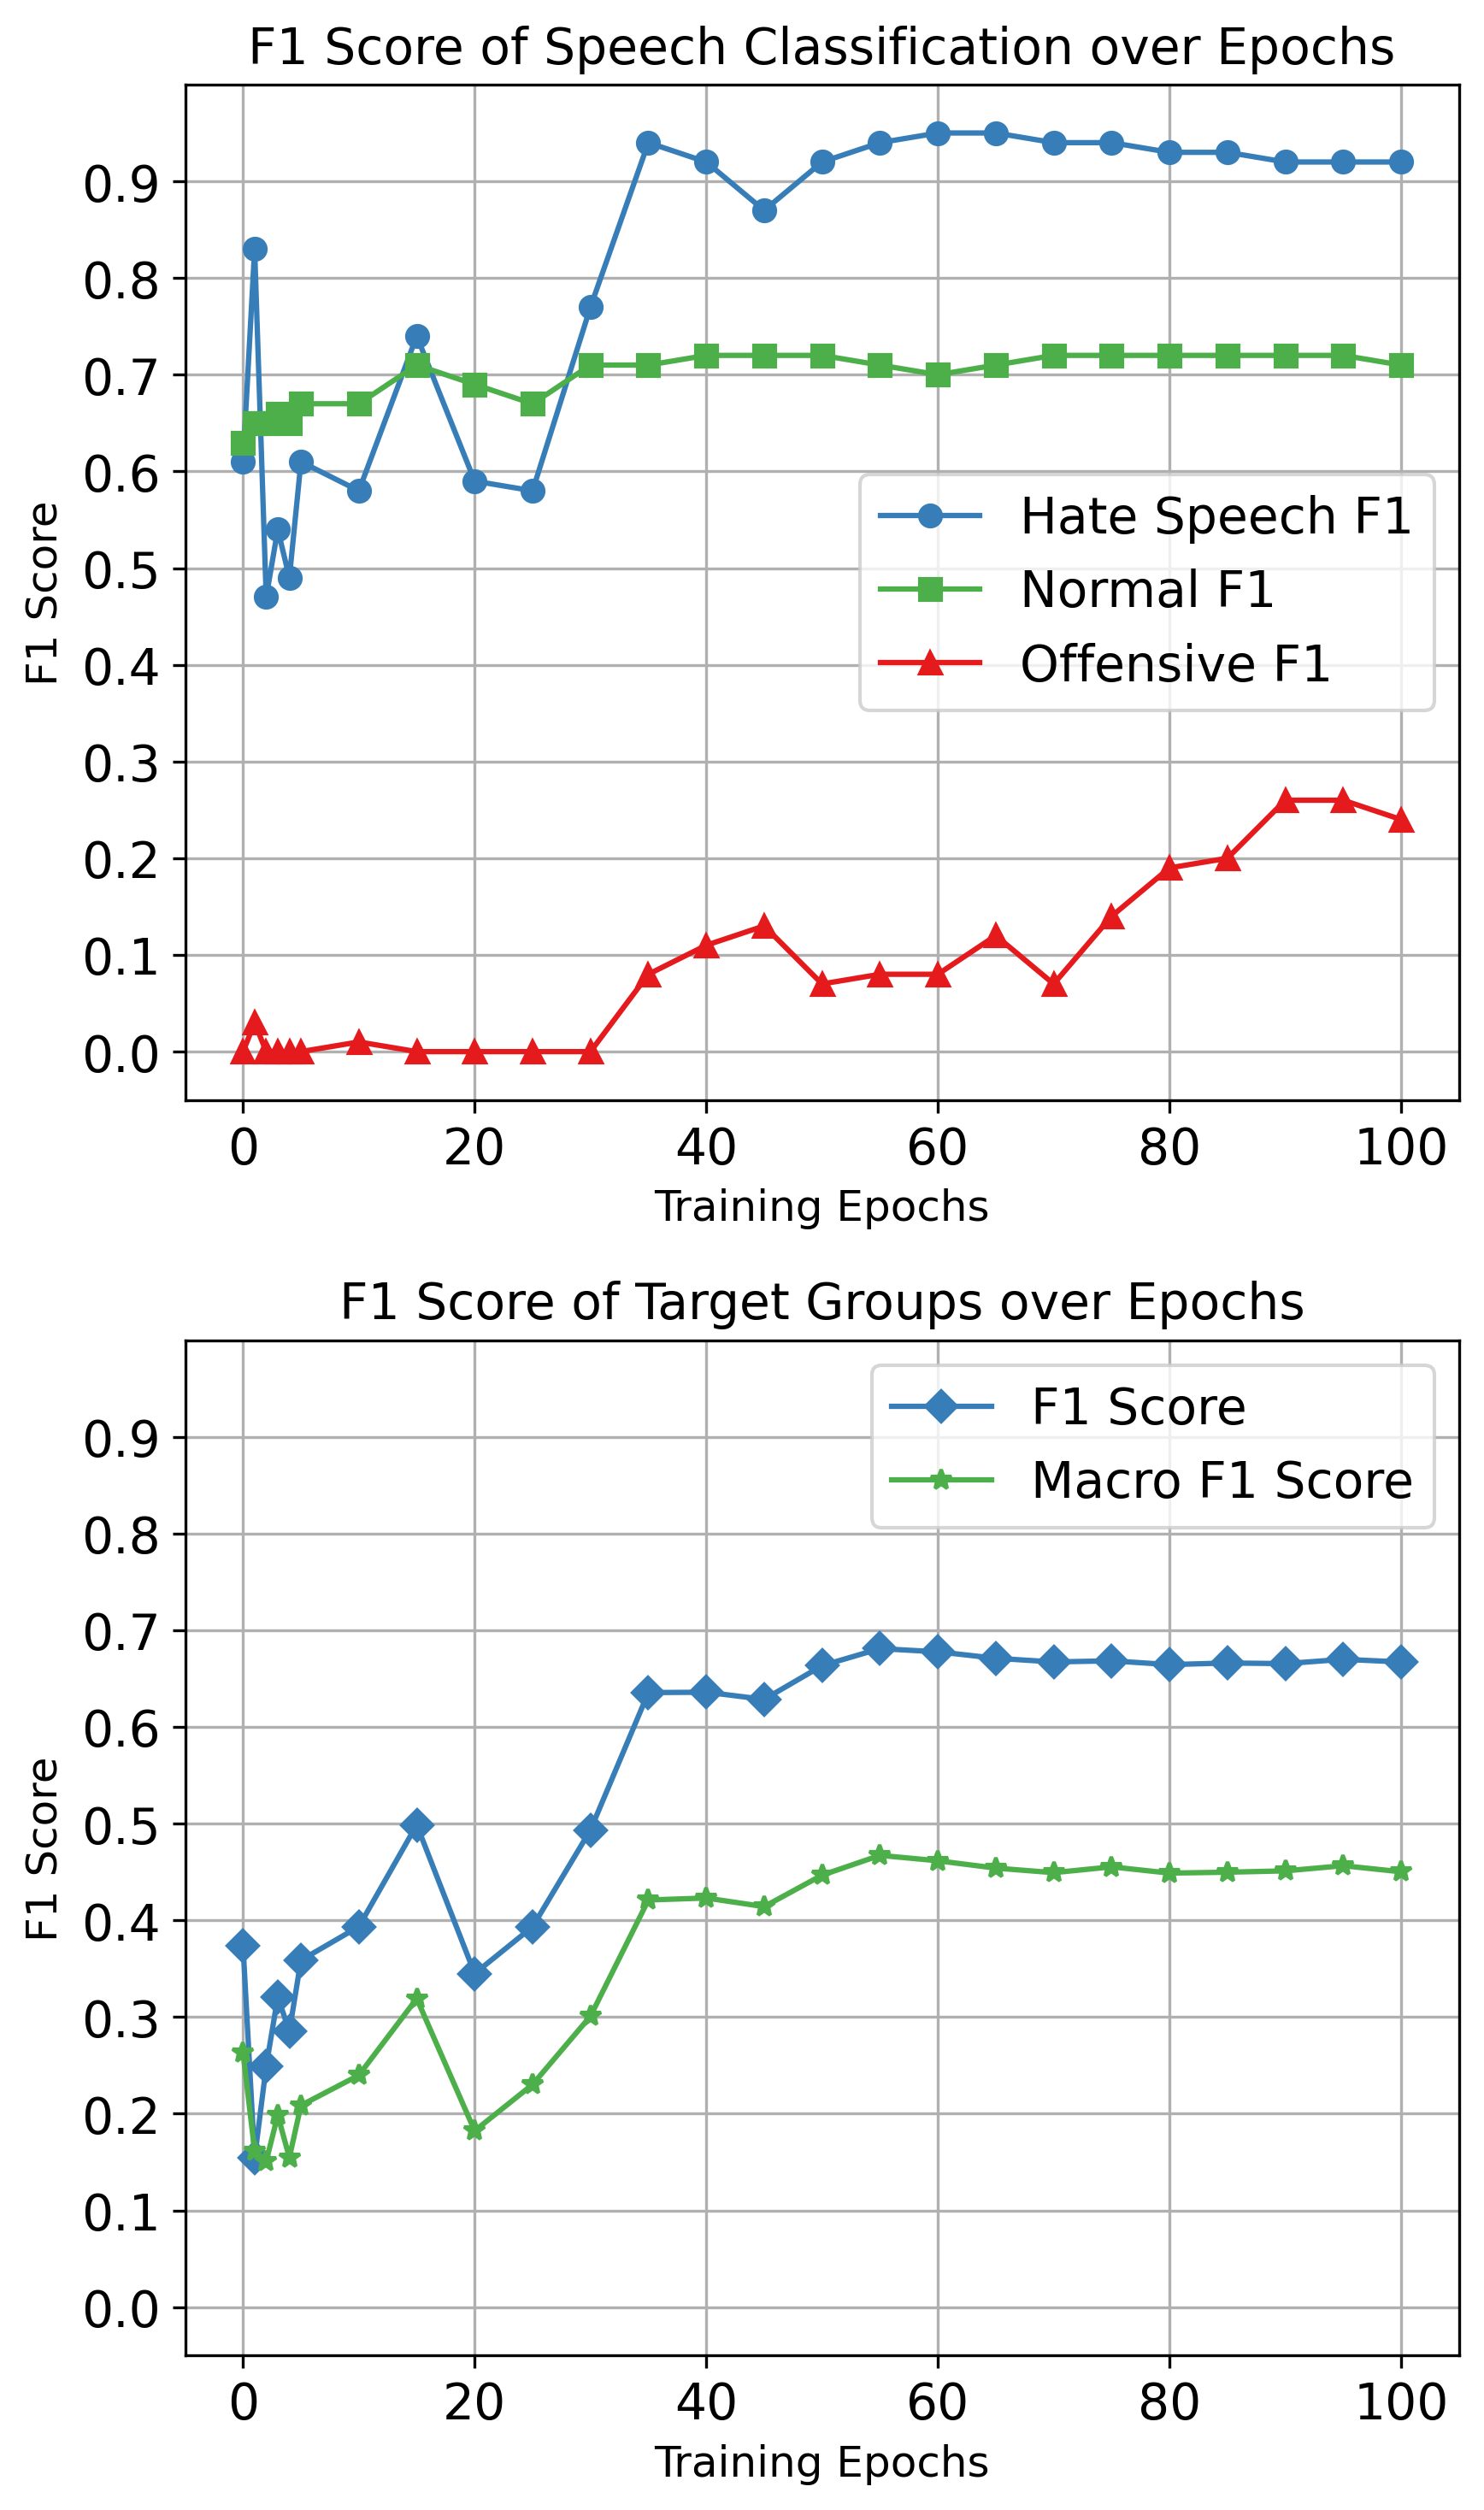 F1 Score of Speech Classification over Epochs
F1 Score
0.9
0.8
0.7
0.6
0.5
0.4
0.3
0.2
0.1
0.0
Hate Speech F1
Normal F1
Offensive F1
0 20 40 60 80 100
Training Epochs
F1 Score of Target Groups over Epochs
F1 Score
0.9
0.8
0.7
0.6
0.5
0.4
0.3
0.2
0.1
0.0
F1 Score
Macro F1 Score
0 20 40 60 80 100
Training Epochs